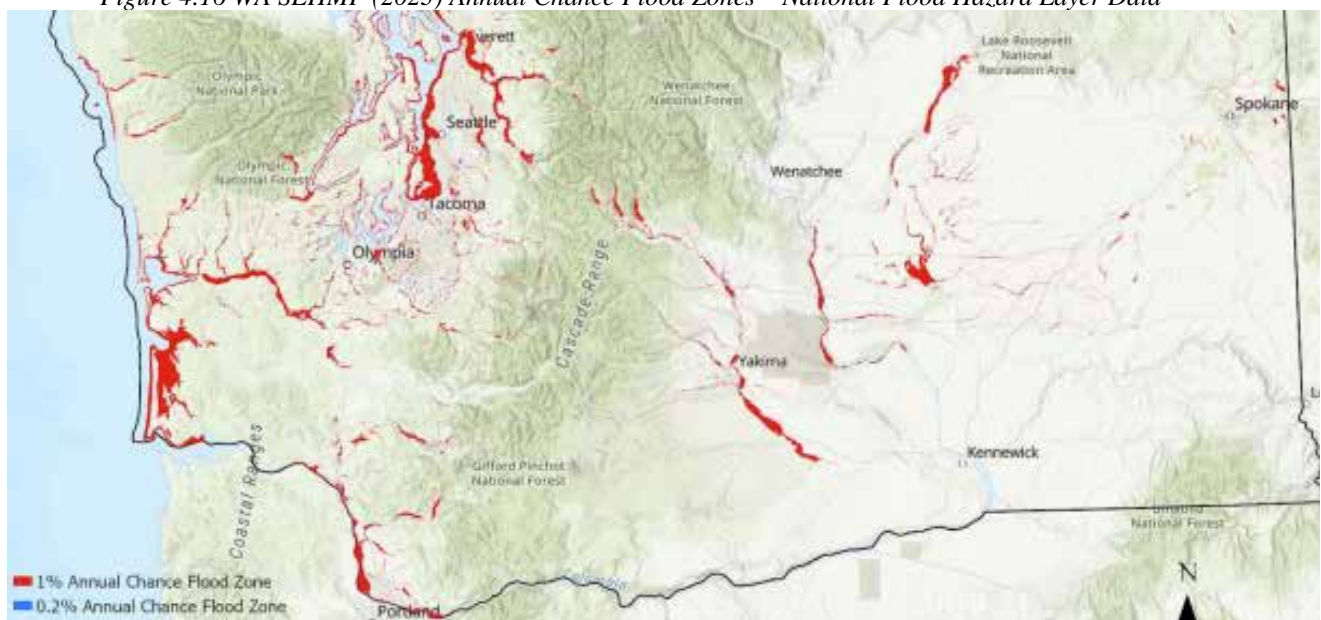 Figure 4.16 WA SEHMP (2023) Annual Chance Flood Zones – National Flood Hazard Layer Data
Everett
Lake Roosevelt
National
Recreation Area
Olympic
National Park
Wenatchee
National Forest
Spokane
Seattle
Olympic
National Forest
Wenatchee
Tacoma
Olympia
Cascade Range
Yakima
Coastal Ranges
Gifford Pinchot
National Forest
Kennewick
Umatilla
National Forest
Columbia
1% Annual Chance Flood Zone
0.2% Annual Chance Flood Zone
Portland
N